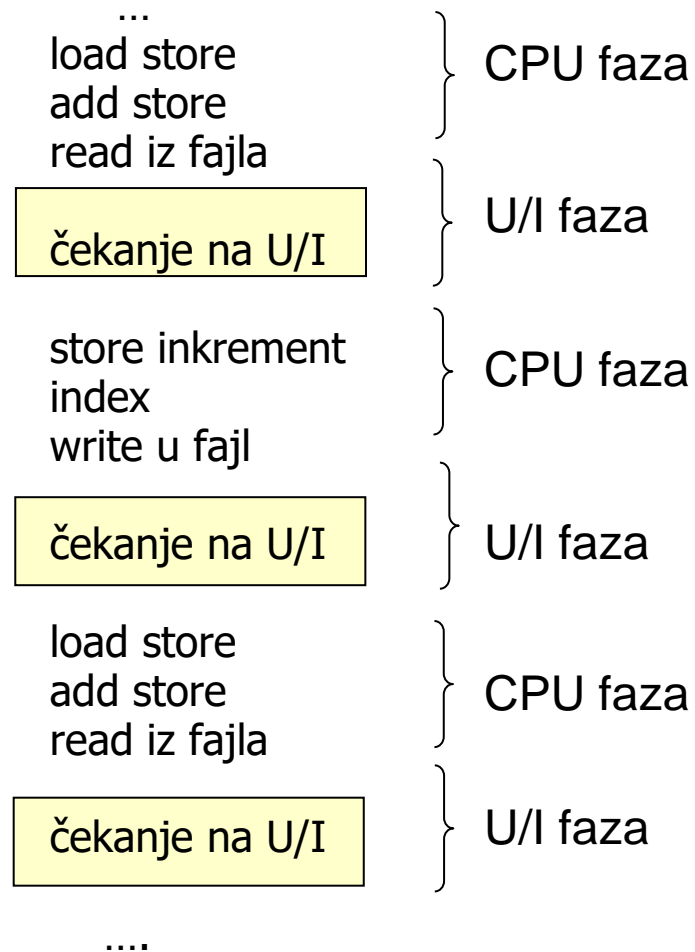 ...
load store
CPU faza
add store
read iz fajla
U/I faza
čekanje na U/I
store inkrement
CPU faza
index
write u fajl
čekanje na U/I
U/I faza
load store
add store
CPU faza
read iz fajla
čekanje na U/I
U/I faza
....